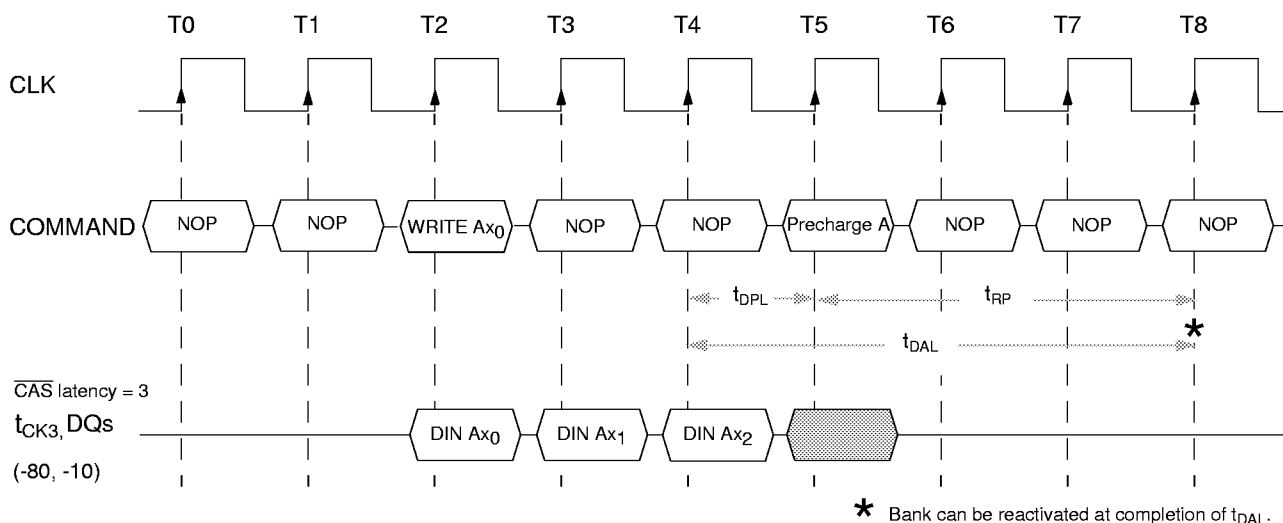 T0 T1 T2 T3 T4 T5 T6 T7 T8
CLK
COMMAND NOP NOP WRITE Ax0 NOP NOP Precharge A NOP NOP NOP
tDPL tRP
tDAL *
CAS latency = 3
tCK3, DQs DIN Ax0 DIN Ax1 DIN Ax2
(-80, -10)
* Bank can be reactivated at completion of tDAL.